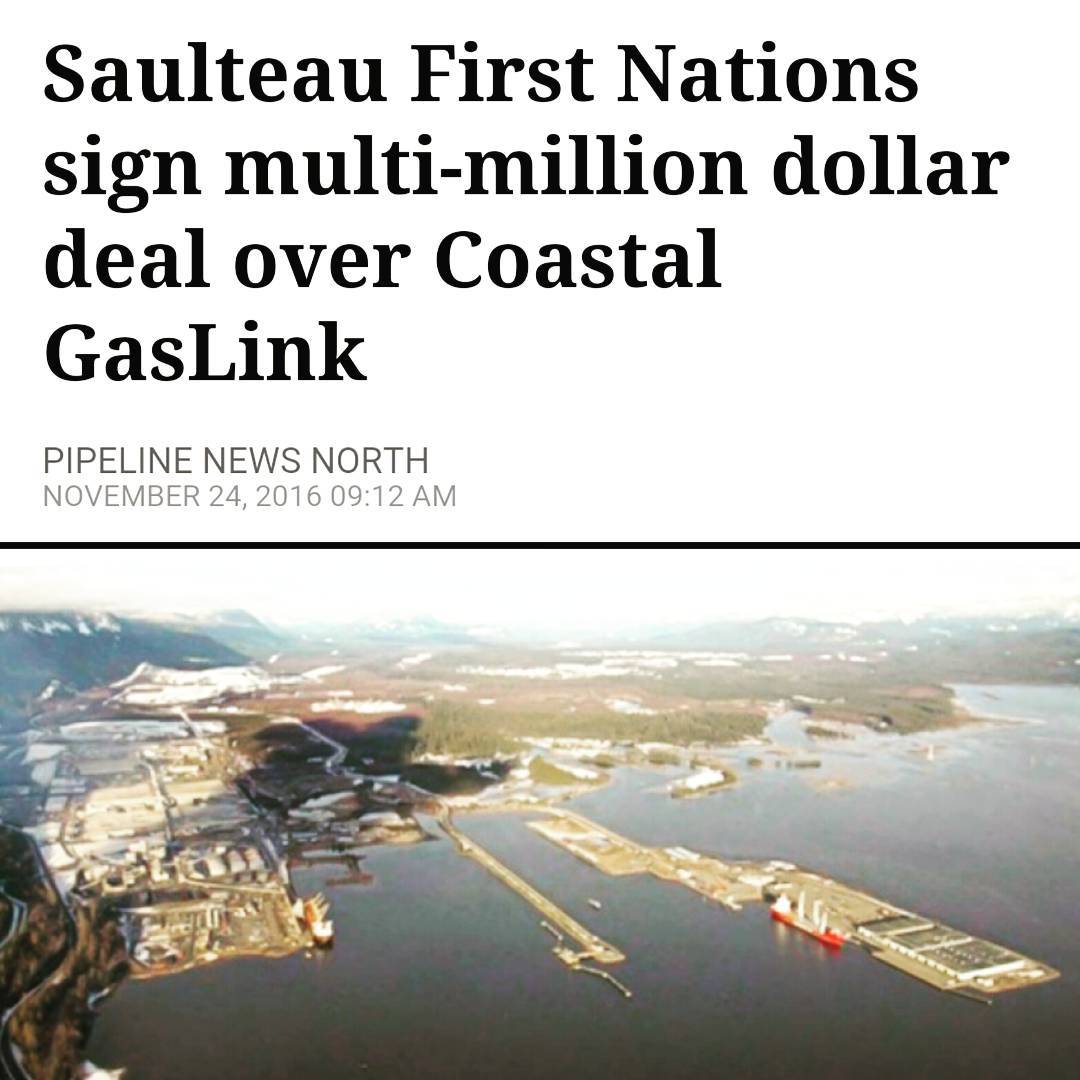 Saulteau First Nations
sign multi-million dollar
deal over Coastal
GasLink
PIPELINE NEWS NORTH
NOVEMBER 24, 2016 09:12 AM